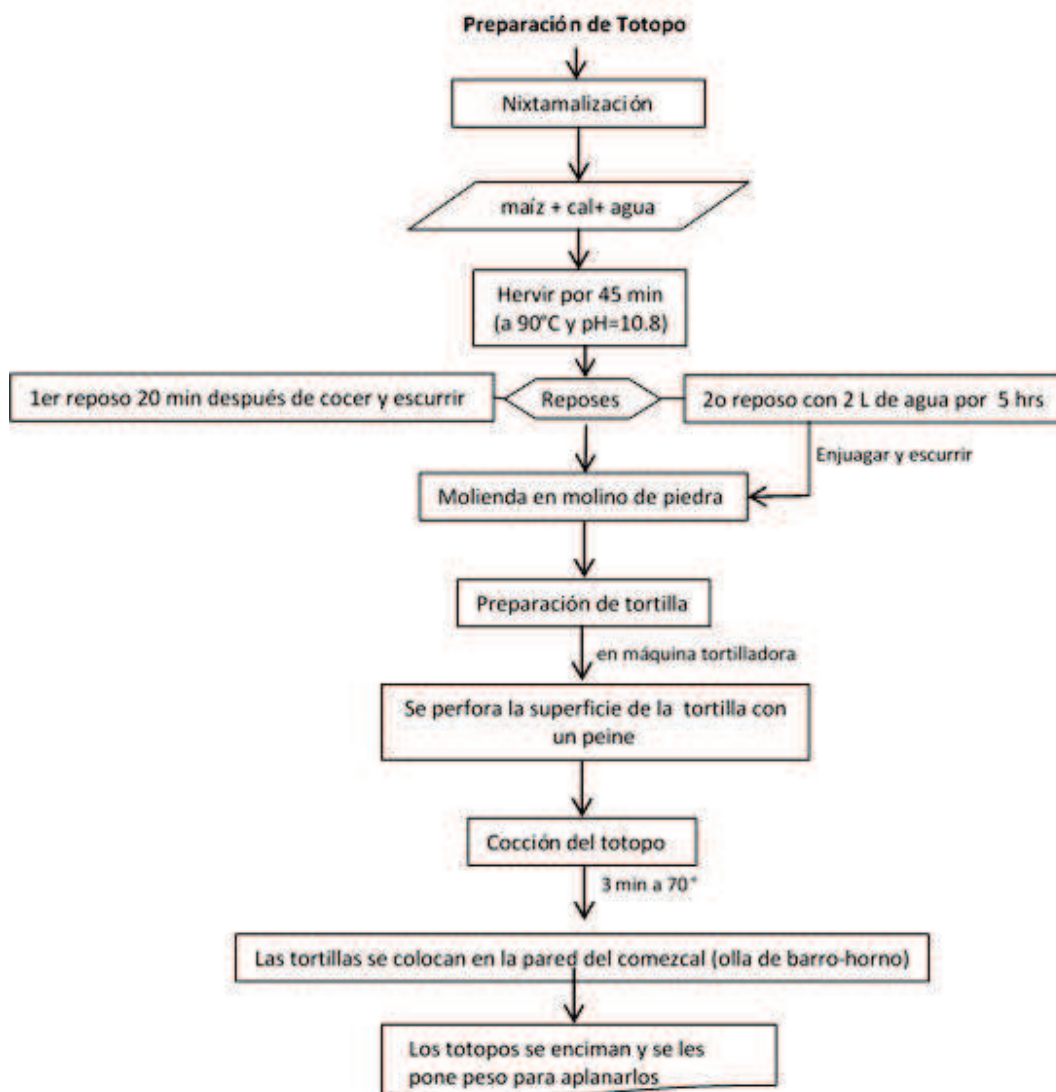 Preparación de Totopo
Nixtamalización
maíz + cal+ agua
Hervir por 45 min
(a 90°C y pH=10.8)
1er reposo 20 min después de cocer y escurrir
Reposes
2o reposo con 2 L de agua por 5 hrs
Enjuagar y escurrir
Molienda en molino de piedra
Preparación de tortilla
en máquina tortilladora
Se perfora la superficie de la tortilla con
un peine
Cocción del totopo
3 min a 70°
Las tortillas se colocan en la pared del comezcal (olla de barro-horno)
Los totopos se enciman y se les
pone peso para aplanarlos